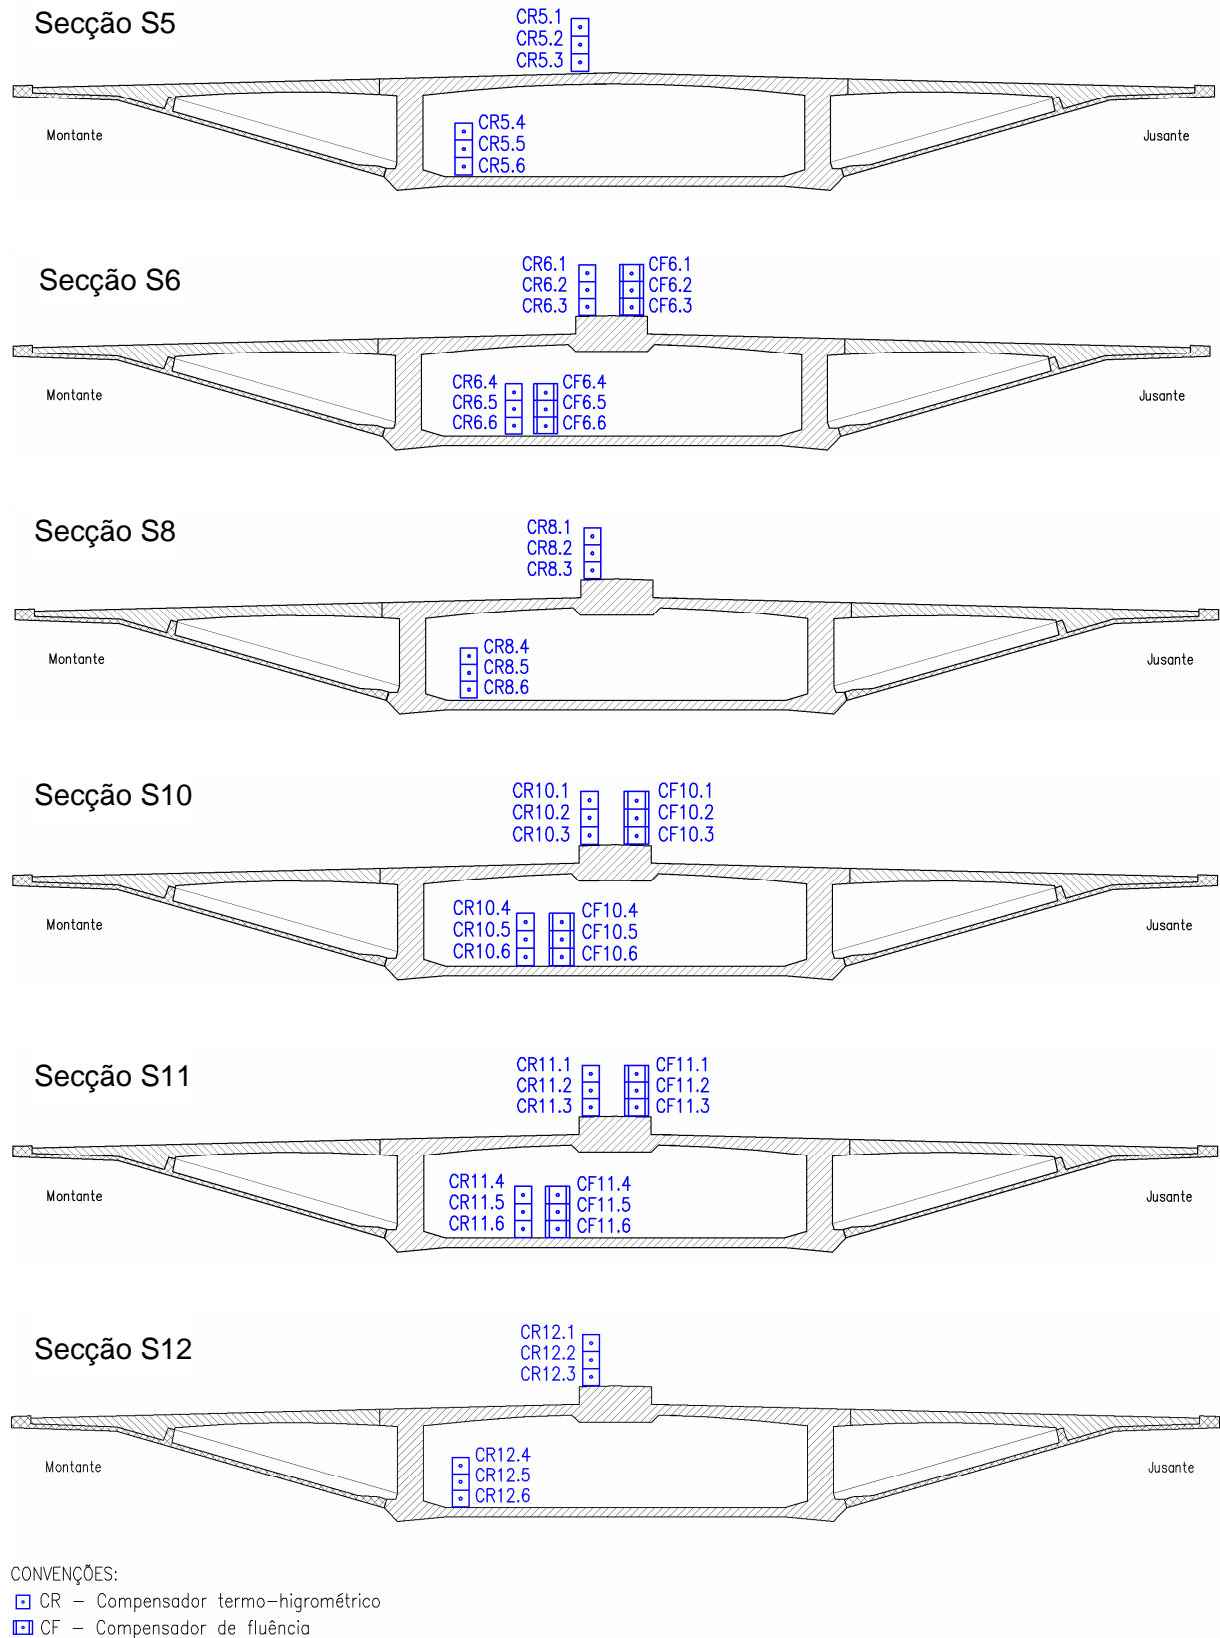 Secção S5
CR5.1
CR5.2
CR5.3
CR5.4
CR5.5
CR5.6
Montante
Jusante
Secção S6
CR6.1 CF6.1
CR6.2 CF6.2
CR6.3 CF6.3
CR6.4 CF6.4
CR6.5 CF6.5
CR6.6 CF6.6
Montante
Jusante
Secção S8
CR8.1
CR8.2
CR8.3
CR8.4
CR8.5
CR8.6
Montante
Jusante
Secção S10
CR10.1 CF10.1
CR10.2 CF10.2
CR10.3 CF10.3
CR10.4 CF10.4
CR10.5 CF10.5
CR10.6 CF10.6
Montante
Jusante
Secção S11
CR11.1 CF11.1
CR11.2 CF11.2
CR11.3 CF11.3
CR11.4 CF11.4
CR11.5 CF11.5
CR11.6 CF11.6
Montante
Jusante
Secção S12
CR12.1
CR12.2
CR12.3
CR12.4
CR12.5
CR12.6
Montante
Jusante
CONVENÇÕES:
CR – Compensador termo-higrométrico
CF – Compensador de fluência